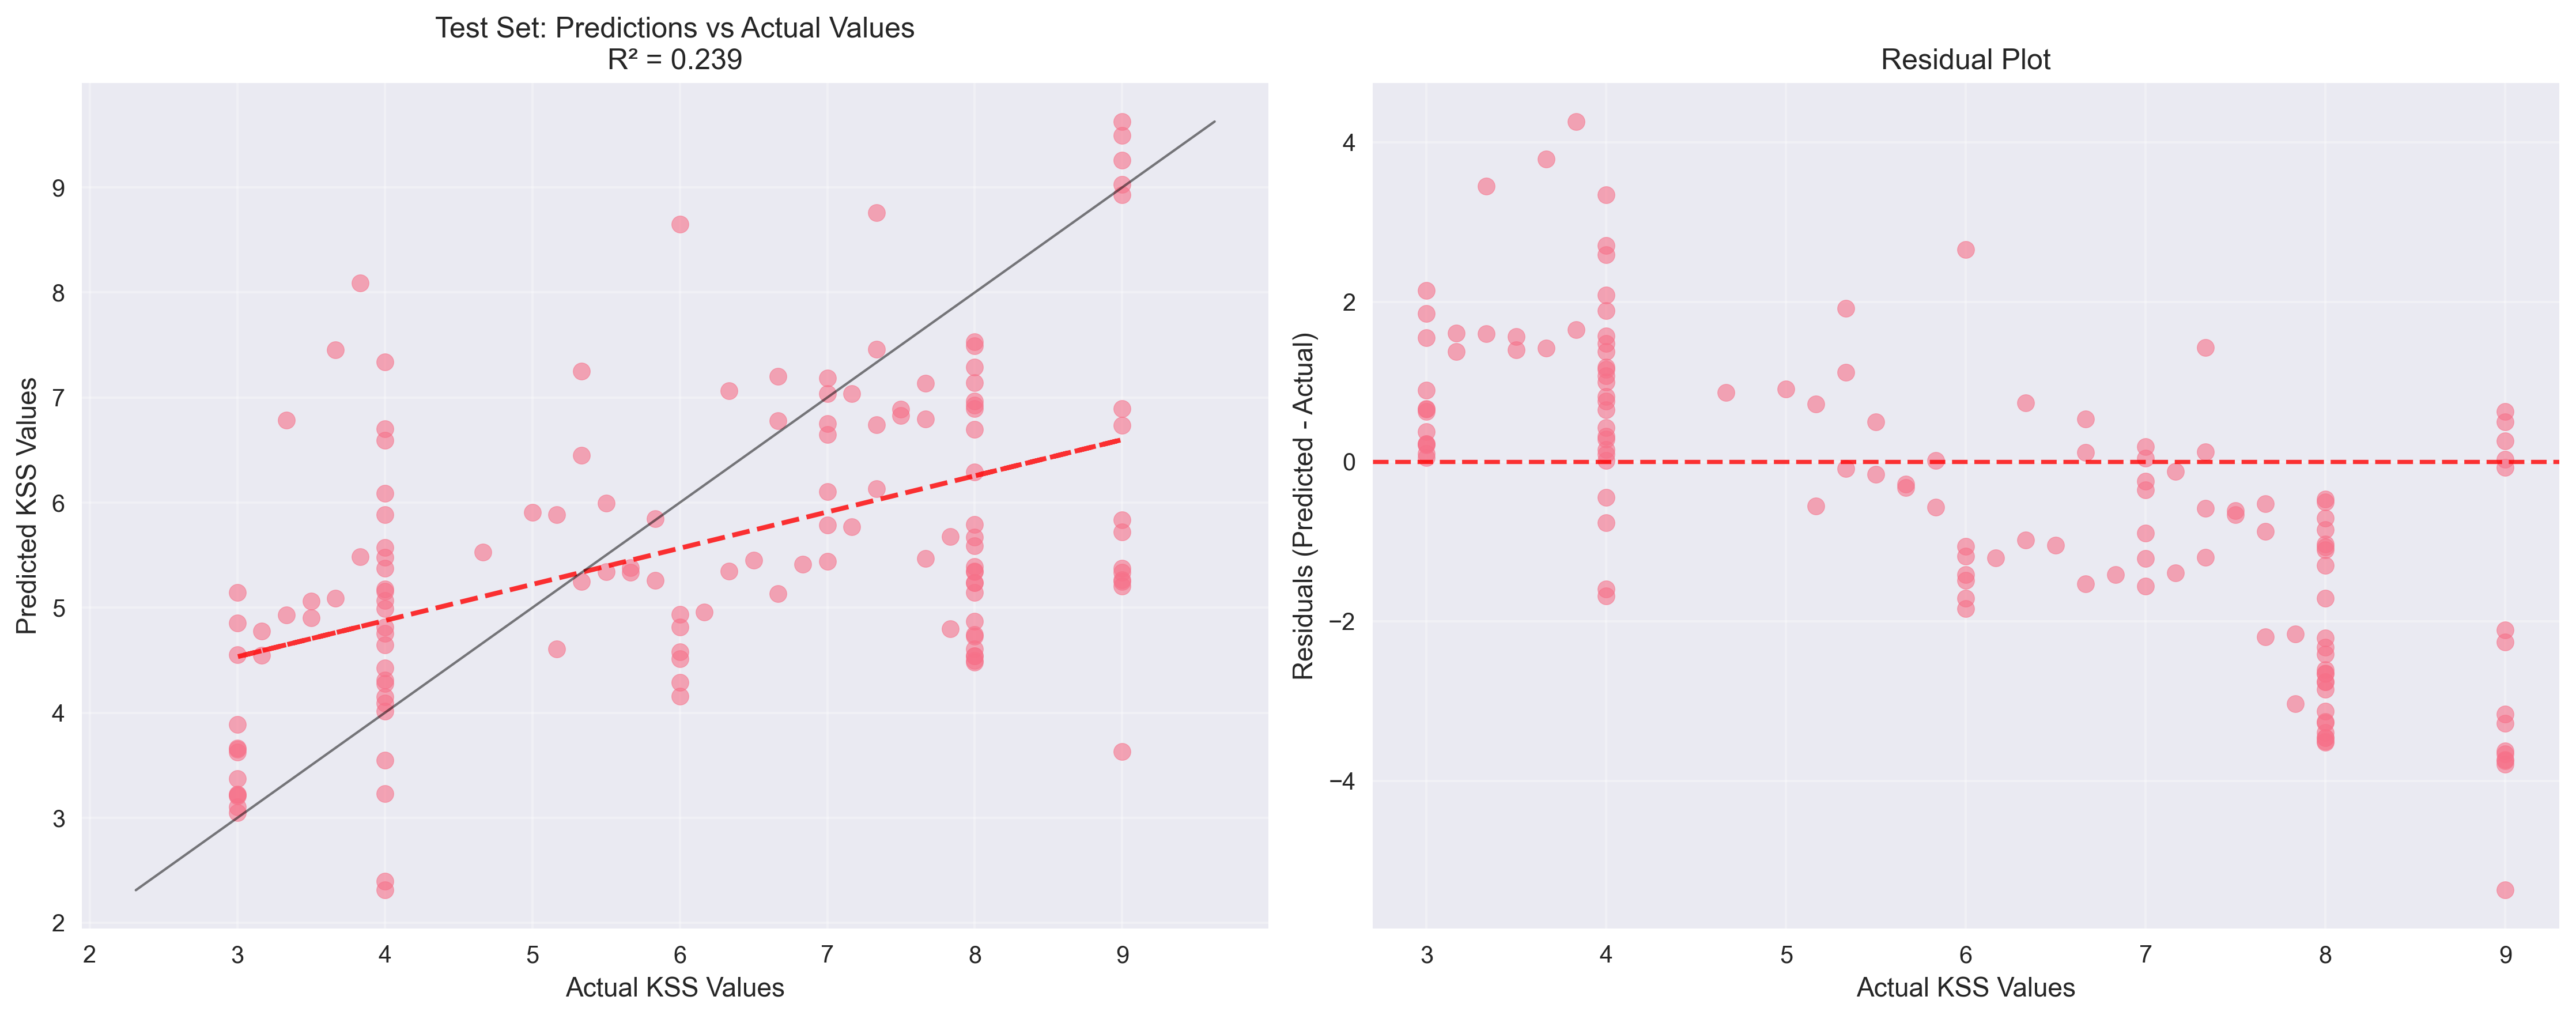 Test Set: Predictions vs Actual Values
R² = 0.239
Predicted KSS Values
9
8
7
6
5
4
3
2
2 3 4 5 6 7 8 9
Actual KSS Values
Residual Plot
Residuals (Predicted - Actual)
4
2
0
−2
−4
3 4 5 6 7 8 9
Actual KSS Values